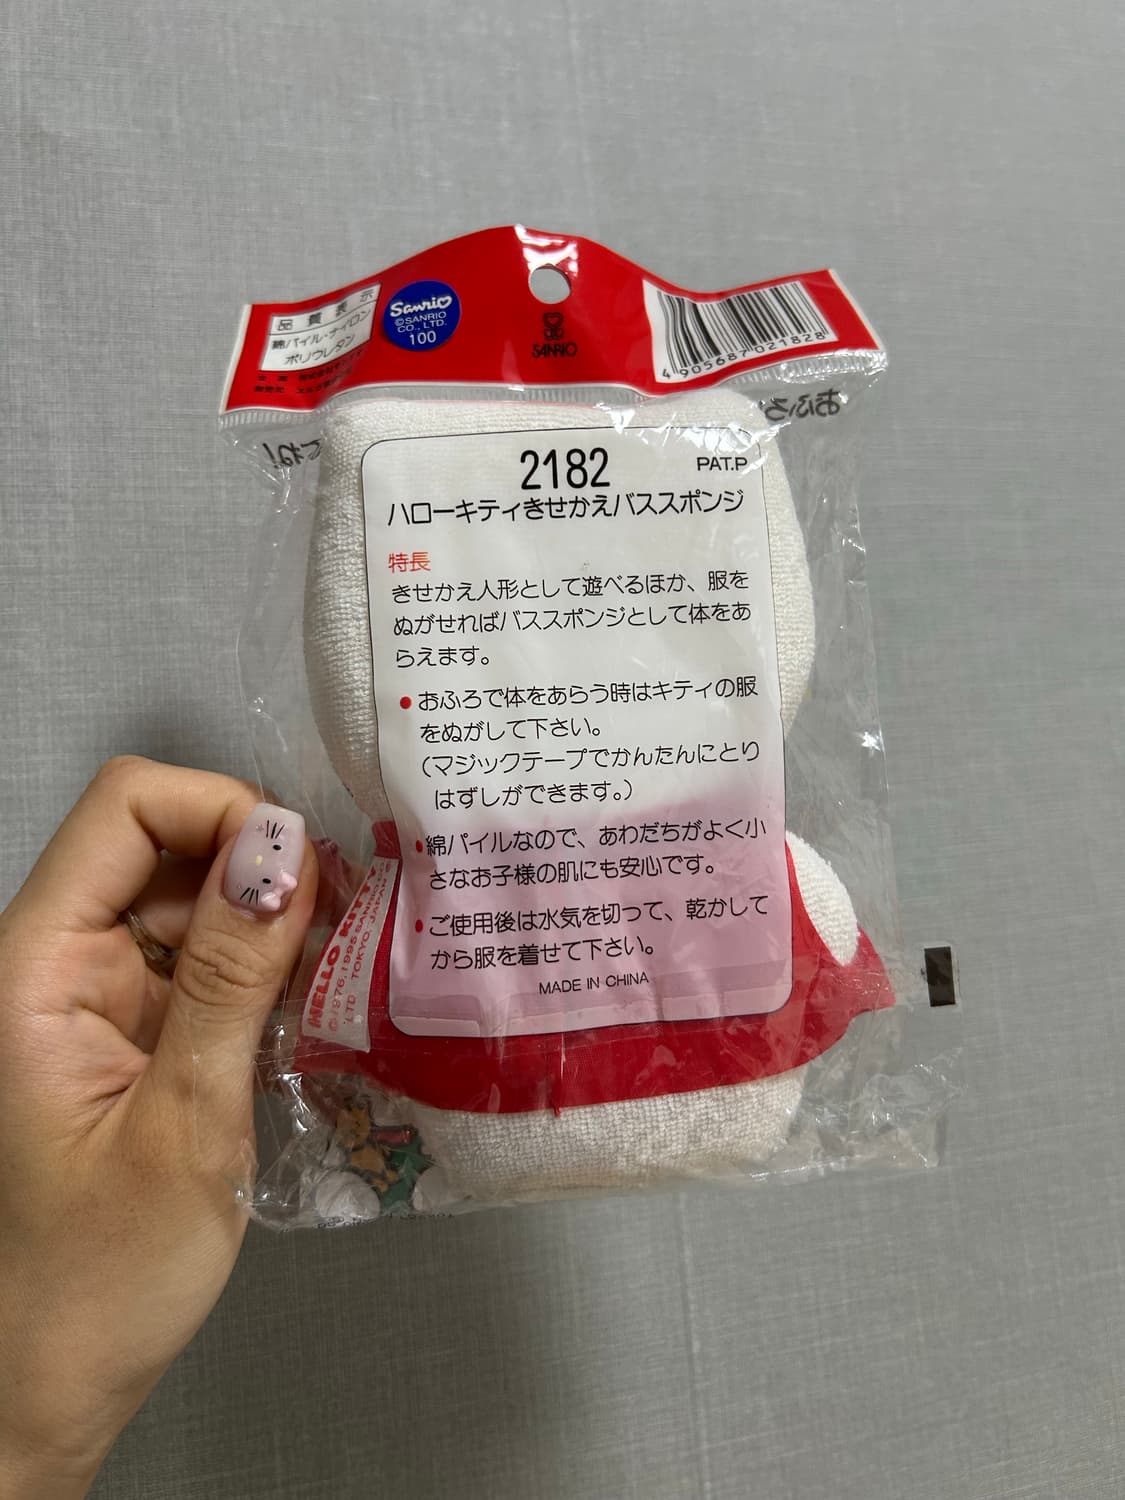 品質表示
綿パイル・ナイロン
ポリウレタン
Sanrio
©SANRIO
CO., LTD.
100
SANRIO
4 905687 021828
おふろ
てね!
2182
PAT.P
ハローキティきせかえバススポンジ
特長
きせかえ人形として遊べるほか、服を
ぬがせればバススポンジとして体をあ
らえます。
●おふろで体をあらう時はキティの服
をぬがして下さい。
(マジックテープでかんたんにとり
はずしができます。)
●綿パイルなので、あわだちがよく小
さなお子様の肌にも安心です。
●ご使用後は水気を切って、乾かして
から服を着せて下さい。
MADE IN CHINA
HELLO KITTY
©1976, 1995 SANRIO CO.,
LTD. TOKYO, JAPAN